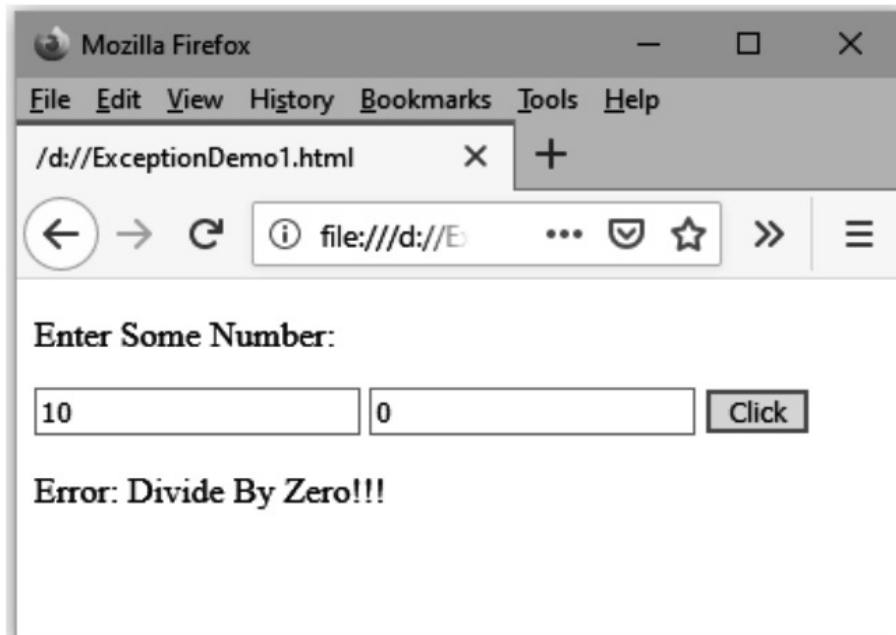 Mozilla Firefox
File Edit View History Bookmarks Tools Help
/d://ExceptionDemo1.html
file:///d://E
Enter Some Number:
10 0 Click
Error: Divide By Zero!!!